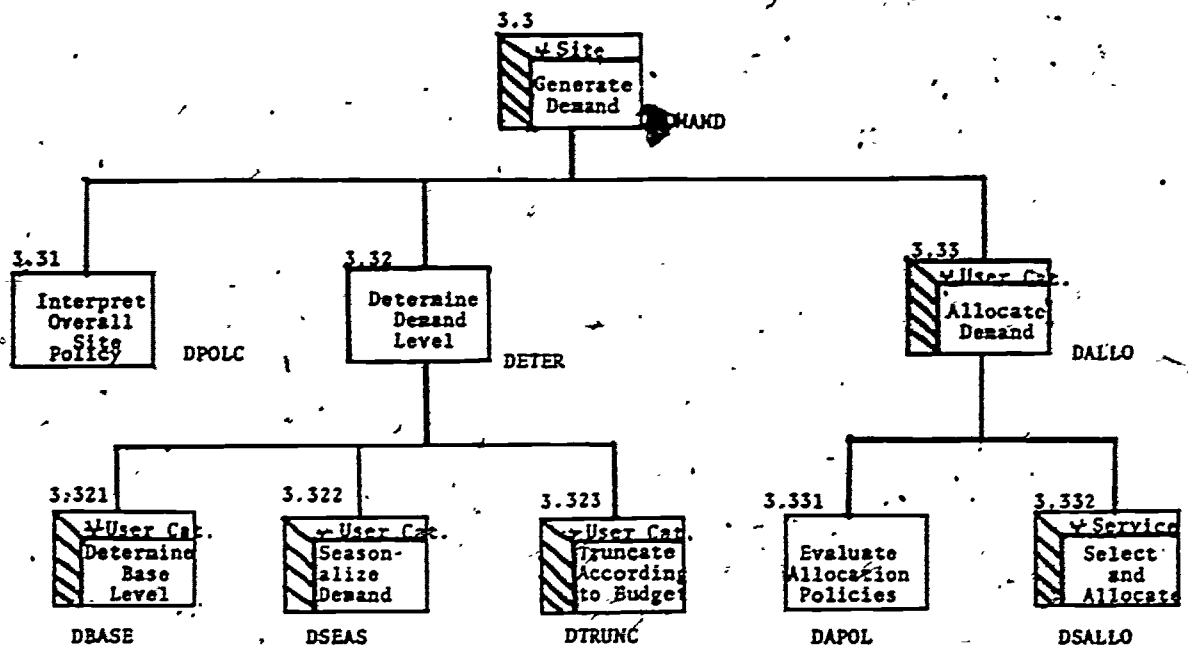 3.3
∀ Site
Generate
Demand
3.31
Interpret
Overall
Site
Policy
DPOLC
3.32
Determine
Demand
Level
DETER
3.33
∀ User Cat.
Allocate
Demand
DALLO
3.321
∀ User Cat.
Determine
Base
Level
DBASE
3.322
∀ User Cat.
Season-
alize
Demand
DSEAS
3.323
∀ User Cat.
Truncate
According
to Budget
DTRUNC
3.331
Evaluate
Allocation
Policies
DAPOL
3.332
∀ Service
Select
and
Allocate
DSALLO